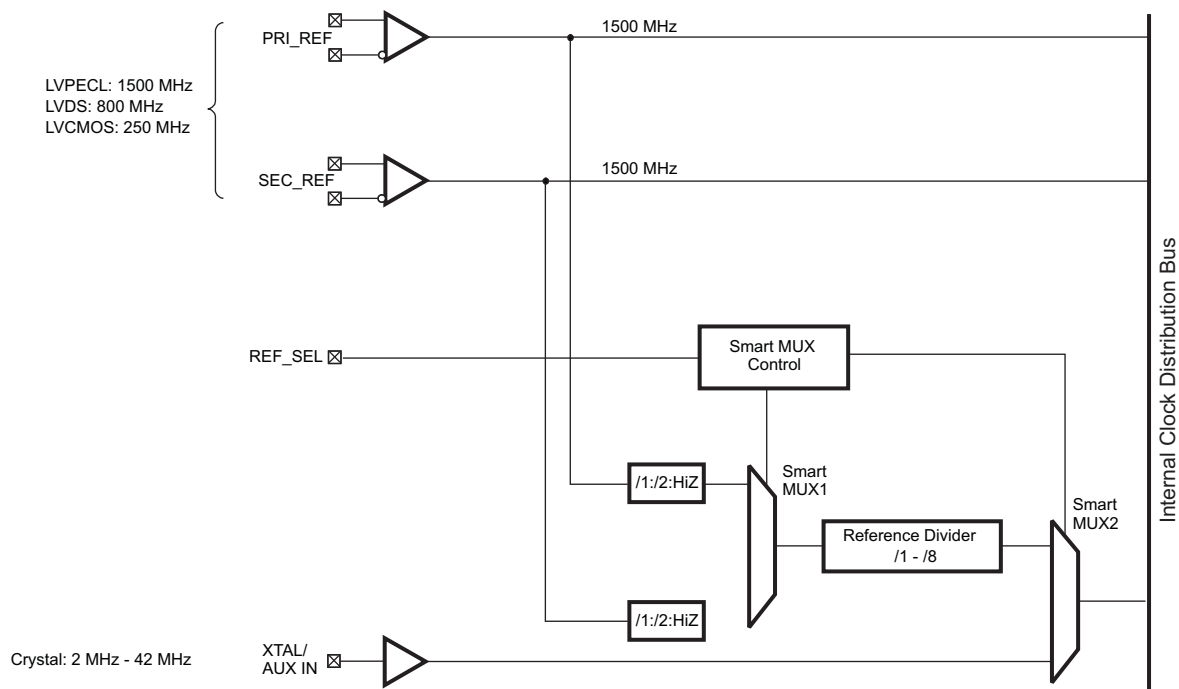 PRI_REF
1500 MHz
LVPECL: 1500 MHz
LVDS: 800 MHz
LVCMOS: 250 MHz
SEC_REF
1500 MHz
Internal Clock Distribution Bus
REF_SEL
Smart MUX
Control
/1:/2:HiZ
Smart
MUX1
Reference Divider
/1 - /8
Smart
MUX2
/1:/2:HiZ
Crystal: 2 MHz - 42 MHz
XTAL/
AUX IN